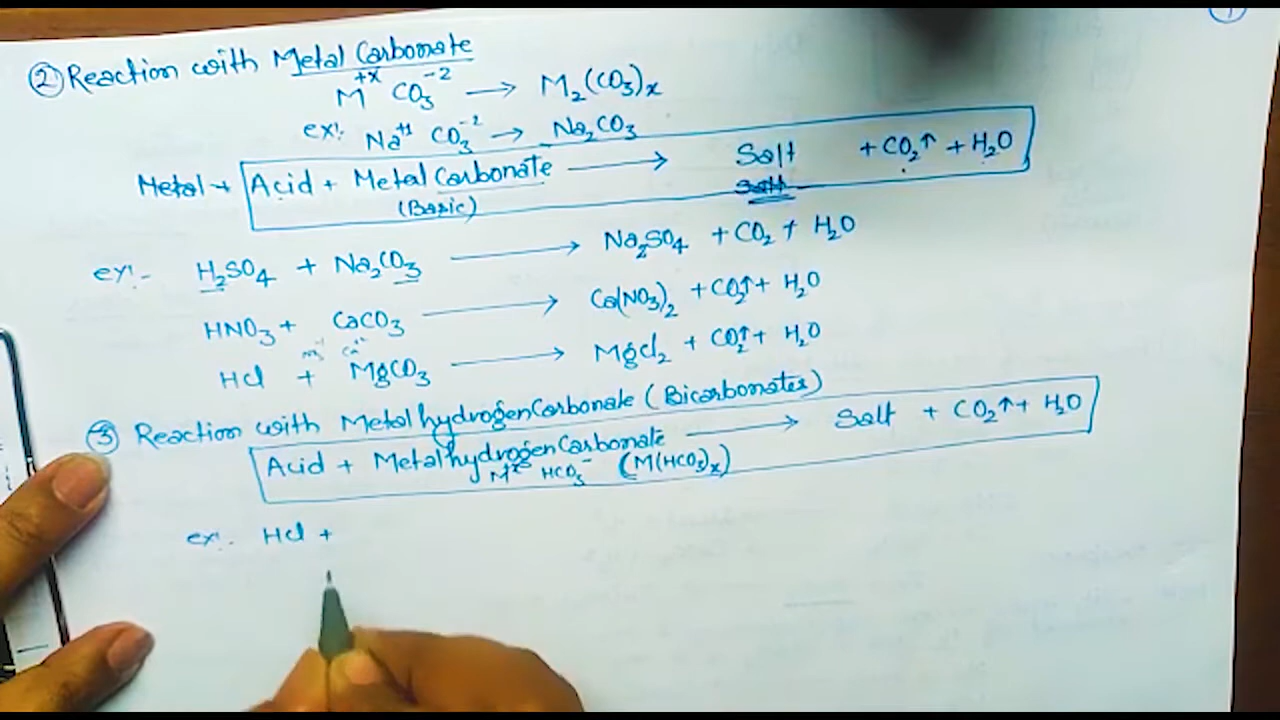 ② Reaction with Metal Carbonate
M⁺ˣ CO₃⁻² → M₂(CO₃)ₓ
ex:- Na⁺¹ CO₃⁻² → Na₂CO₃
Metal + Acid + Metal Carbonate → Salt + CO₂↑ + H₂O
(Basic)
ex:- H₂SO₄ + Na₂CO₃ → Na₂SO₄ + CO₂ + H₂O
HNO₃ + CaCO₃ → Ca(NO₃)₂ + CO₂↑ + H₂O
HCl + MgCO₃ → MgCl₂ + CO₂↑ + H₂O
③ Reaction with Metal hydrogen Carbonate (Bicarbonates)
Acid + Metal hydrogen Carbonate → Salt + CO₂↑ + H₂O
HCO₃⁻ (M(HCO₃)ₓ)
ex:- HCl +